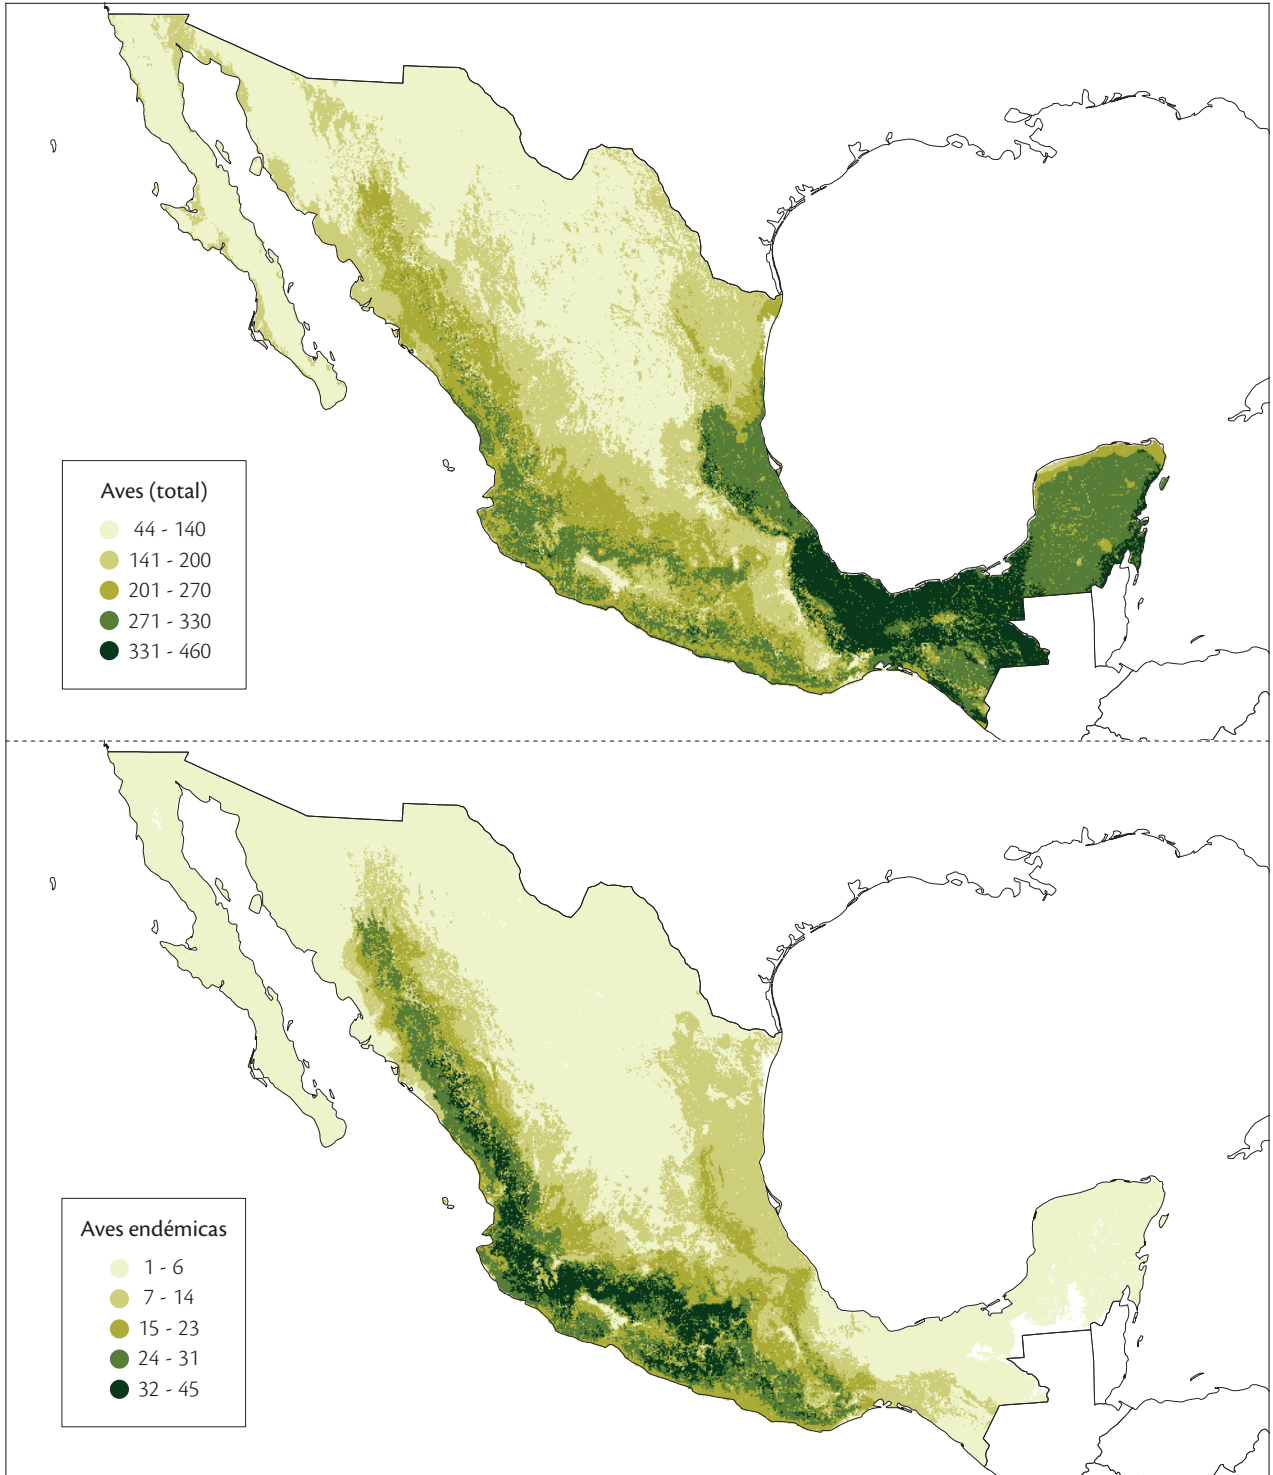 Aves (total)
44 - 140
141 - 200
201 - 270
271 - 330
331 - 460
Aves endémicas
1 - 6
7 - 14
15 - 23
24 - 31
32 - 45